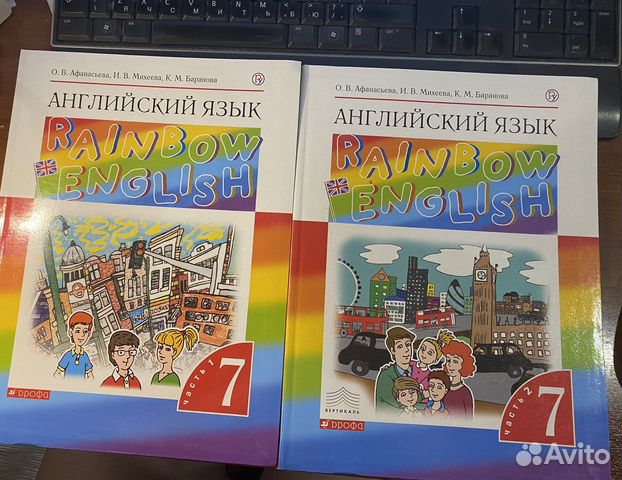 О. В. Афанасьева, И. В. Михеева, К. М. Баранова
АНГЛИЙСКИЙ ЯЗЫК
RAINBOW
ENGLISH
часть 1
7
ДРОФА
О. В. Афанасьева, И. В. Михеева, К. М. Баранова
АНГЛИЙСКИЙ ЯЗЫК
RAINBOW
ENGLISH
ВЕРТИКАЛЬ
часть 2
7
ДРОФА
Avito